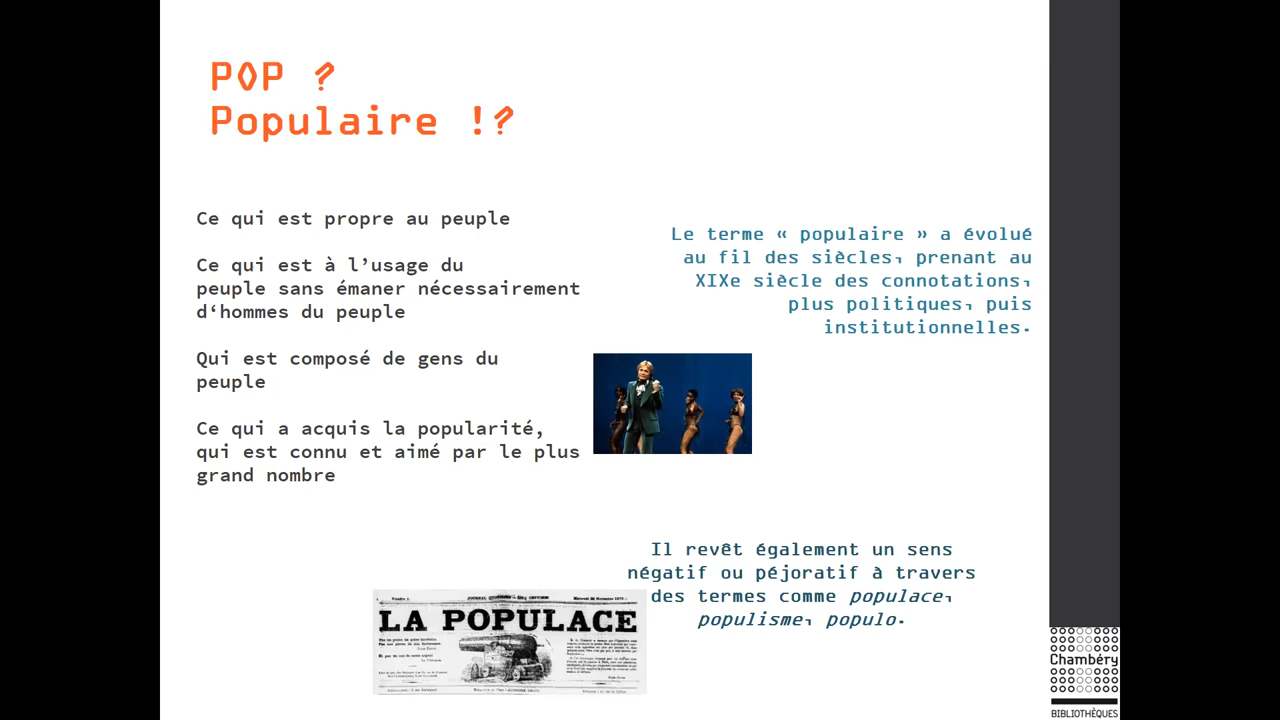 POP ?
Populaire !?
Ce qui est propre au peuple
Ce qui est à l’usage du
peuple sans émaner nécessairement
d‘hommes du peuple
Qui est composé de gens du
peuple
Ce qui a acquis la popularité,
qui est connu et aimé par le plus
grand nombre
Le terme « populaire » a évolué
au fil des siècles, prenant au
XIXe siècle des connotations,
plus politiques, puis
institutionnelles.
Il revêt également un sens
négatif ou péjoratif à travers
des termes comme populace,
populisme, populo.
LA POPULACE
Chambéry
BIBLIOTHÈQUES